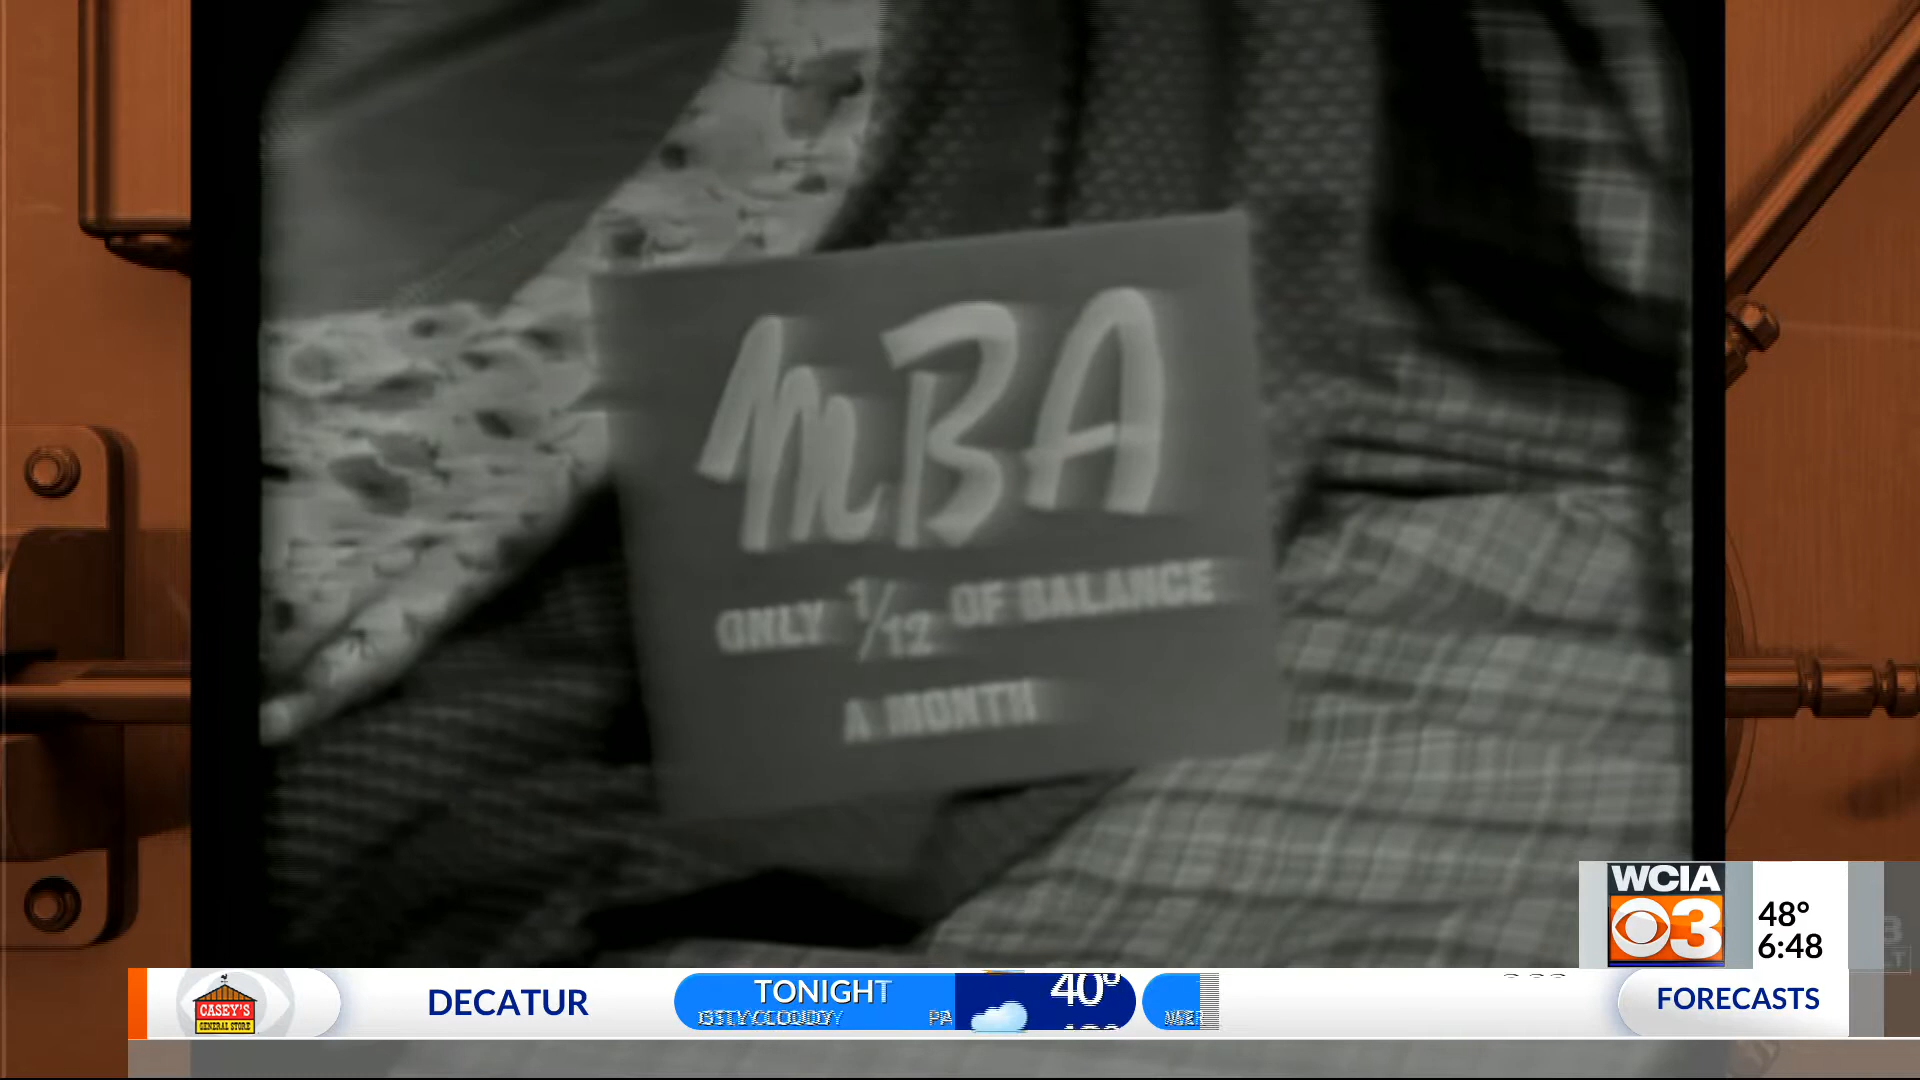 MBA
ONLY 1/12 OF BALANCE
A MONTH
WCIA
3
48°
6:48
CASEY'S
GENERAL STORE
DECATUR
TONIGHT
40°
FORECASTS